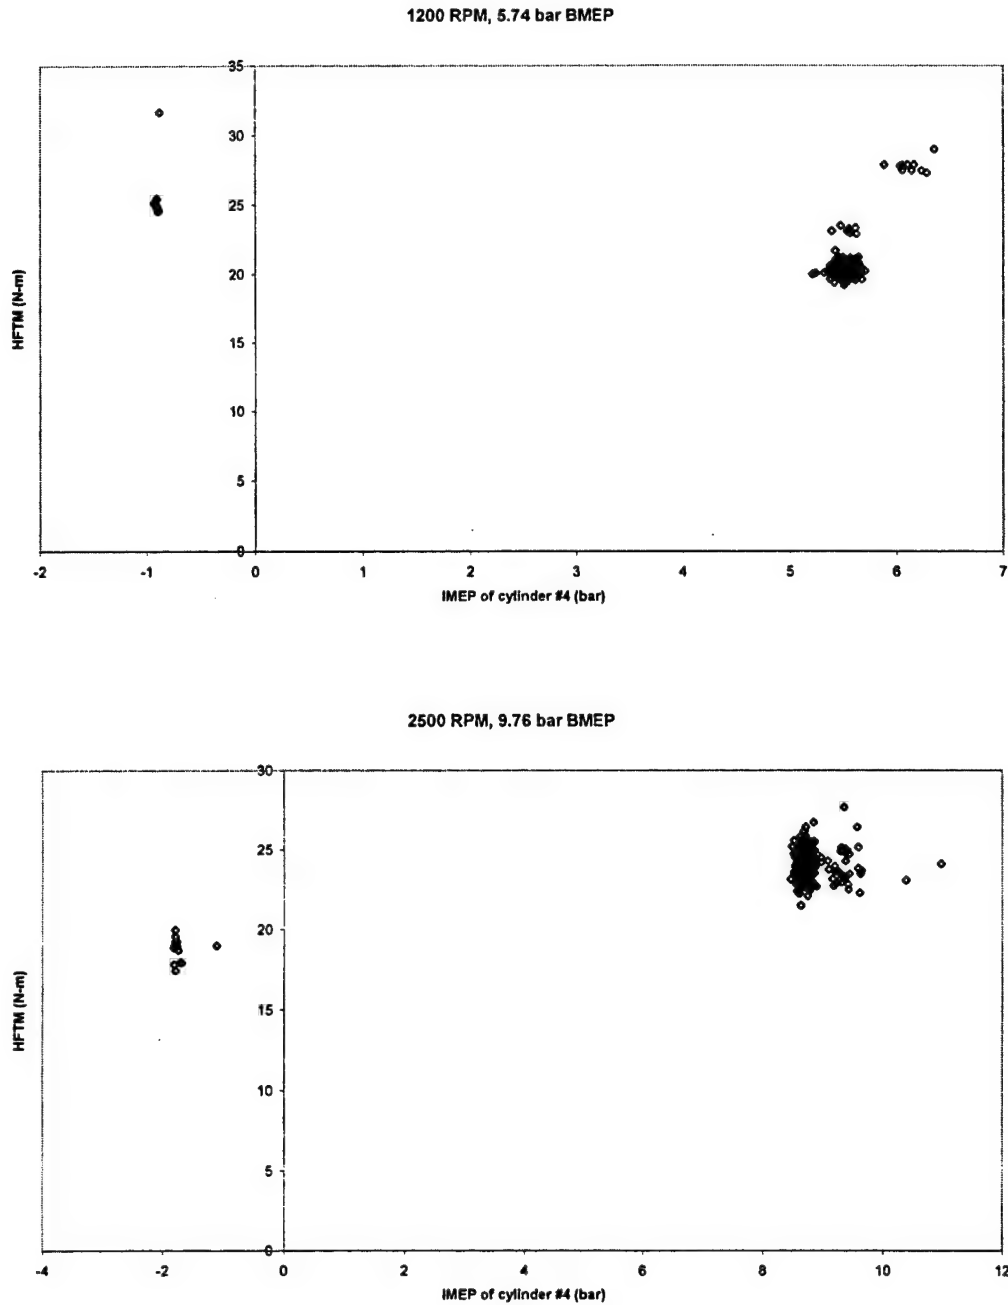 1200 RPM, 5.74 bar BMEP
35
30
25
20
15
10
5
0
HFTM (N-m)
-2 -1 0 1 2 3 4 5 6 7
IMEP of cylinder #4 (bar)
2500 RPM, 9.76 bar BMEP
30
25
20
15
10
5
0
HFTM (N-m)
-4 -2 0 2 4 6 8 10 12
IMEP of cylinder #4 (bar)